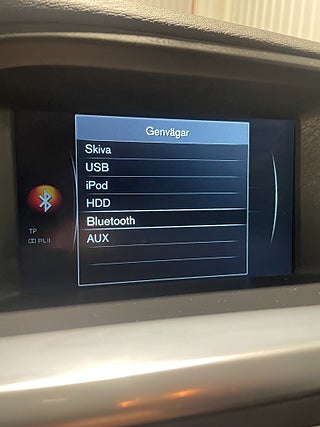 Genvägar
Skiva
USB
iPod
HDD
Bluetooth
AUX
TP
PLII